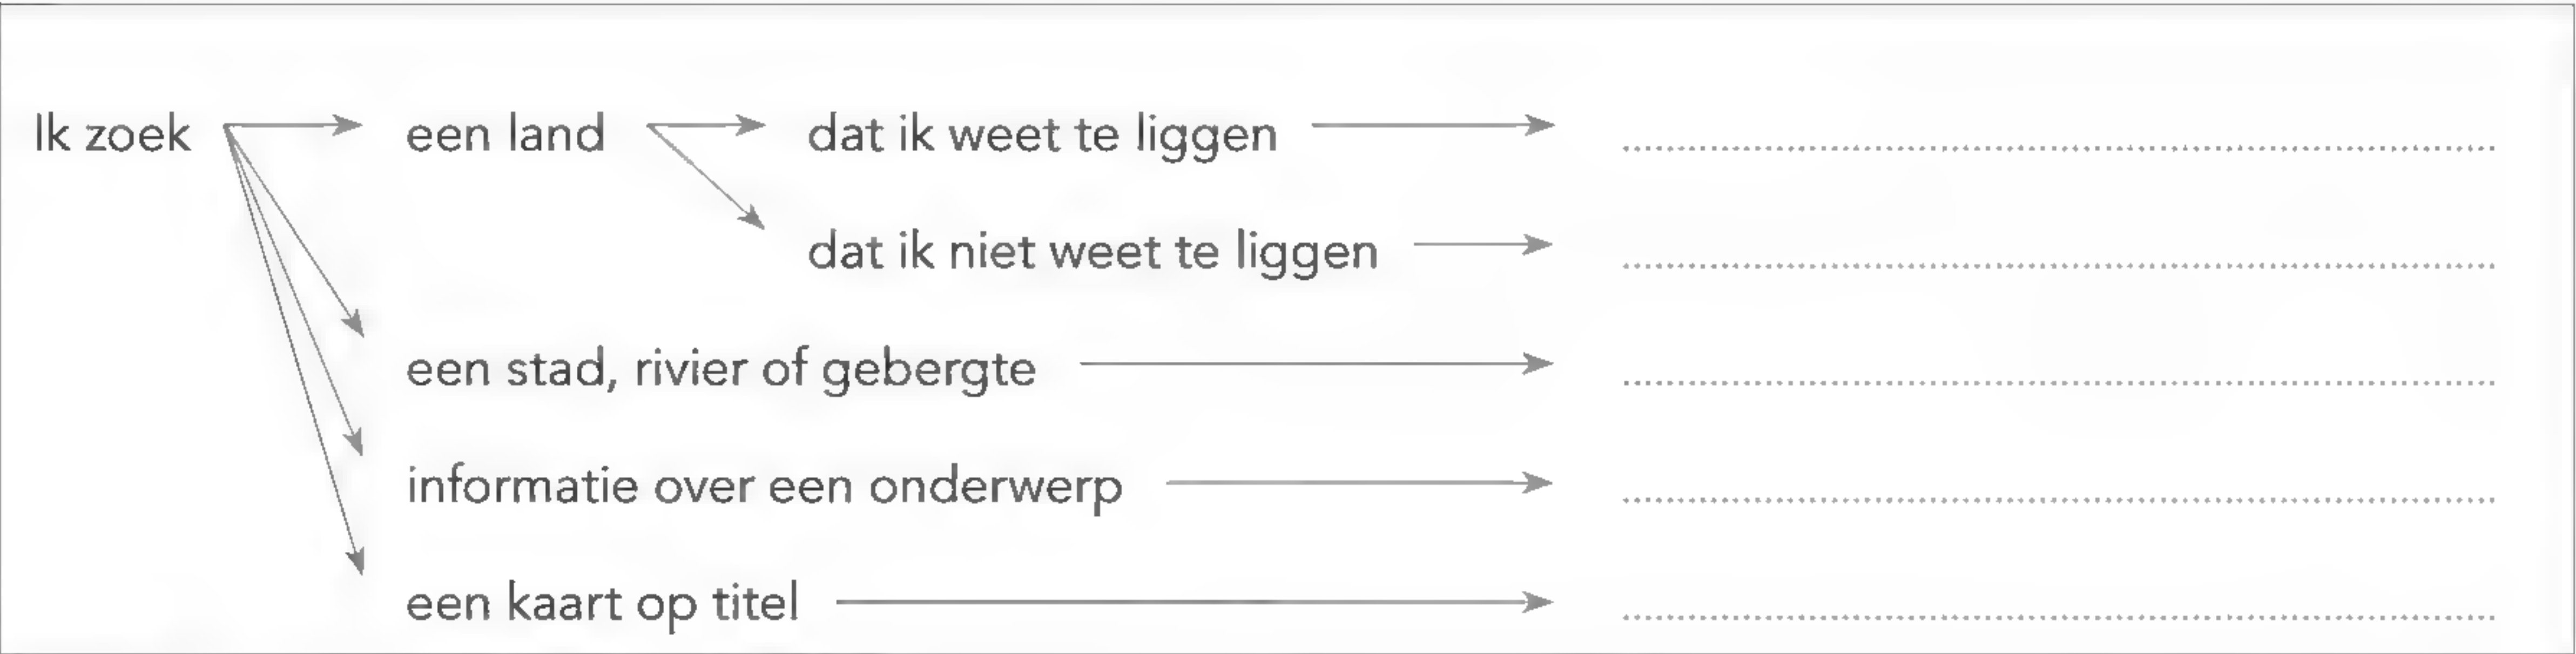 Ik zoek een land dat ik weet te liggen
dat ik niet weet te liggen
een stad, rivier of gebergte
informatie over een onderwerp
een kaart op titel